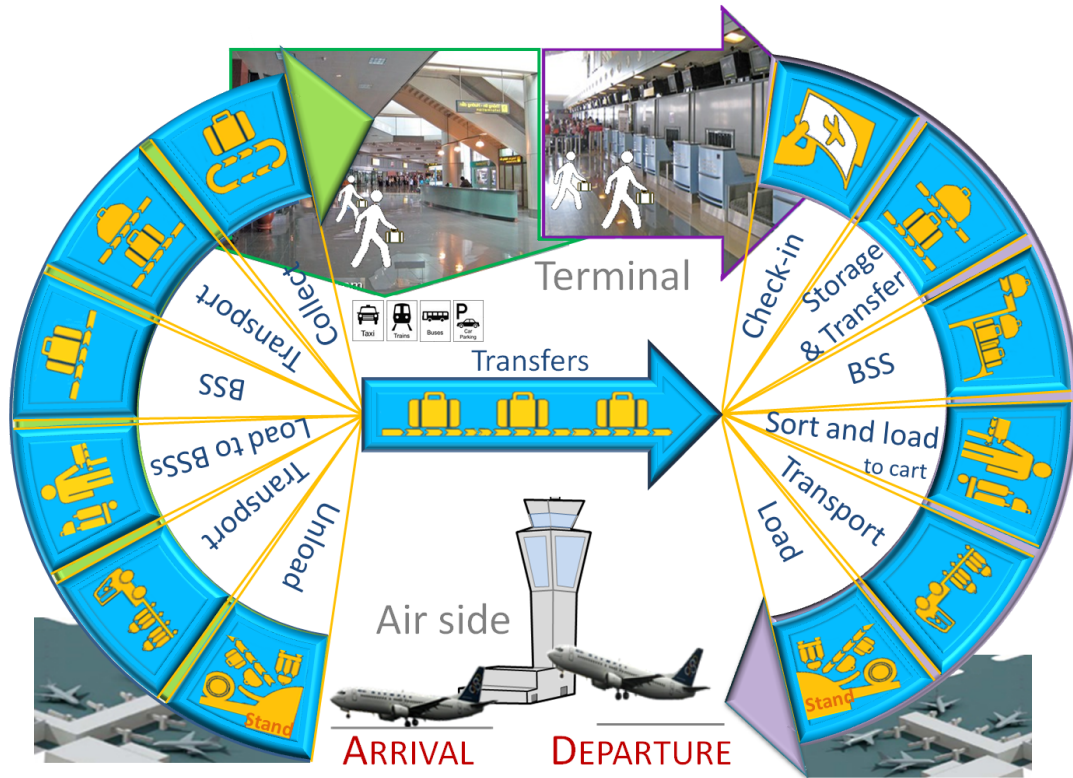 Terminal
Taxi
Trains
Buses
P
Car
Parking
Transfers
Collect
Transport
BSS
Load to BSSs
Transport
Unload
Check-in
Storage
& Transfer
BSS
Sort and load
to cart
Transport
Load
Air side
Stand
Stand
ARRIVAL
DEPARTURE